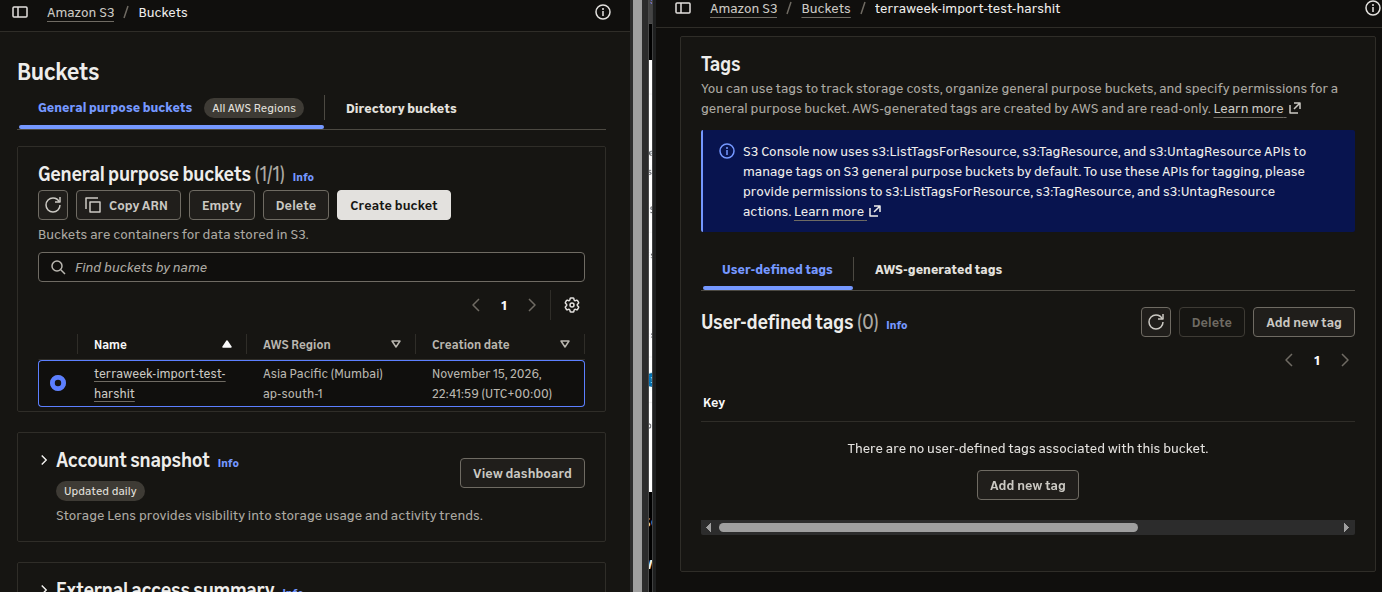 Amazon S3 / Buckets
Buckets
General purpose buckets All AWS Regions Directory buckets
General purpose buckets (1/1) Info
Copy ARN Empty Delete Create bucket
Buckets are containers for data stored in S3.
Find buckets by name
1
Name AWS Region Creation date
terraweek-import-test-
harshit
Asia Pacific (Mumbai)
ap-south-1
November 15, 2026,
22:41:59 (UTC+00:00)
Account snapshot Info
Updated daily
View dashboard
Storage Lens provides visibility into storage usage and activity trends.
External access summary Info
Amazon S3 / Buckets / terraweek-import-test-harshit
Tags
You can use tags to track storage costs, organize general purpose buckets, and specify permissions for a
general purpose bucket. AWS-generated tags are created by AWS and are read-only. Learn more
S3 Console now uses s3:ListTagsForResource, s3:TagResource, and s3:UntagResource APIs to
manage tags on S3 general purpose buckets by default. To use these APIs for tagging, please
provide permissions to s3:ListTagsForResource, s3:TagResource, and s3:UntagResource
actions. Learn more
User-defined tags AWS-generated tags
User-defined tags (0) Info
Delete Add new tag
1
Key
There are no user-defined tags associated with this bucket.
Add new tag